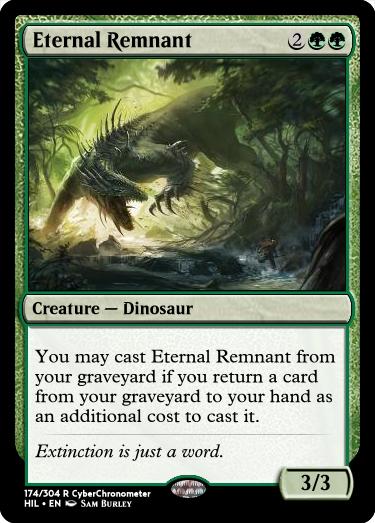 Eternal Remnant 2
Creature — Dinosaur
You may cast Eternal Remnant from
your graveyard if you return a card
from your graveyard to your hand as
an additional cost to cast it.
Extinction is just a word.
3/3
174/304 R CyberChronometer
HIL • EN Sam Burley